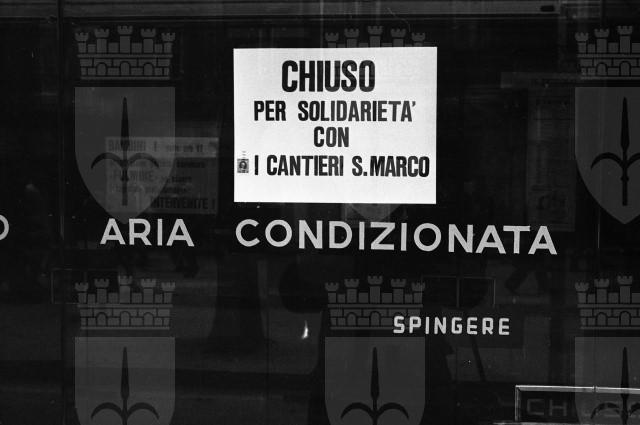 CHIUSO
PER SOLIDARIETA'
CON
I CANTIERI S. MARCO
ARIA CONDIZIONATA
SPINGERE